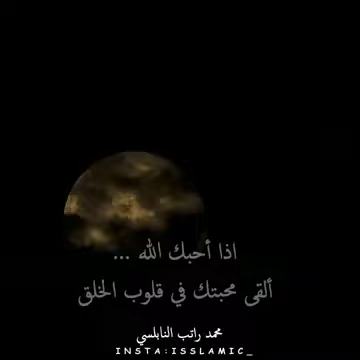 اذا أحبك الله ...
ألقى محبتك في قلوب الخلق
محمد راتب النابلسي
INSTA:ISSLAMIC_